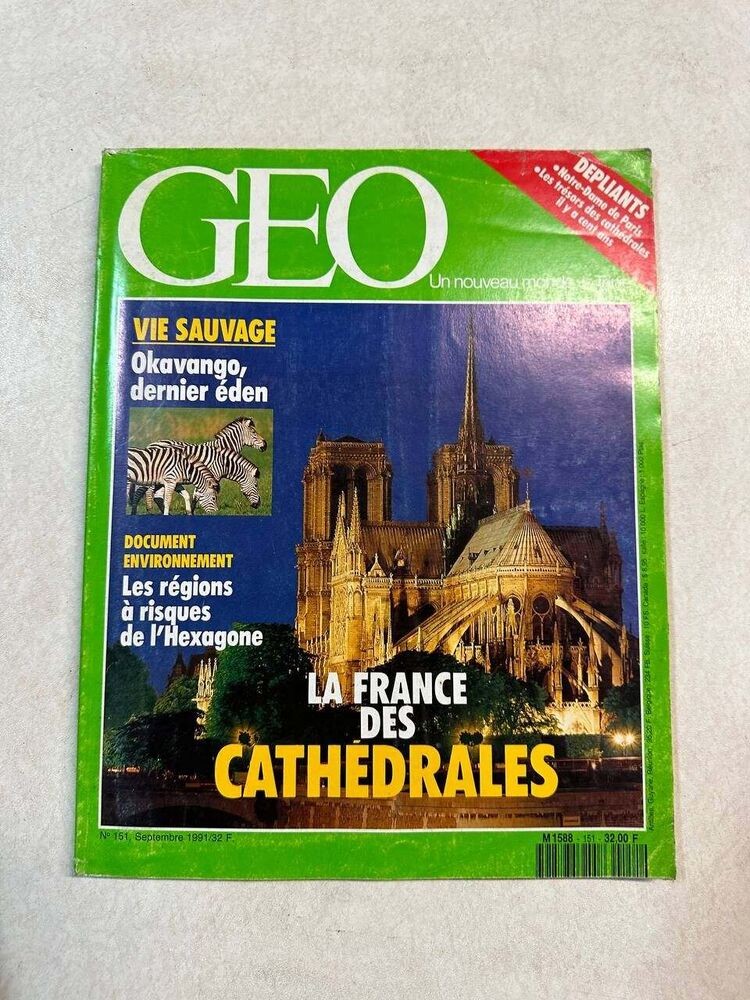 GEO
Un nouveau monde
DEPLIANTS
•Notre-Dame de Paris
•Les trésors des cathédrales
il y a cent ans
VIE SAUVAGE
Okavango,
dernier éden
DOCUMENT
ENVIRONNEMENT
Les régions
à risques
de l'Hexagone
LA FRANCE
DES
CATHÉDRALES
N° 151, Septembre 1991/32 F.
M 1588 - 151 - 32,00 F